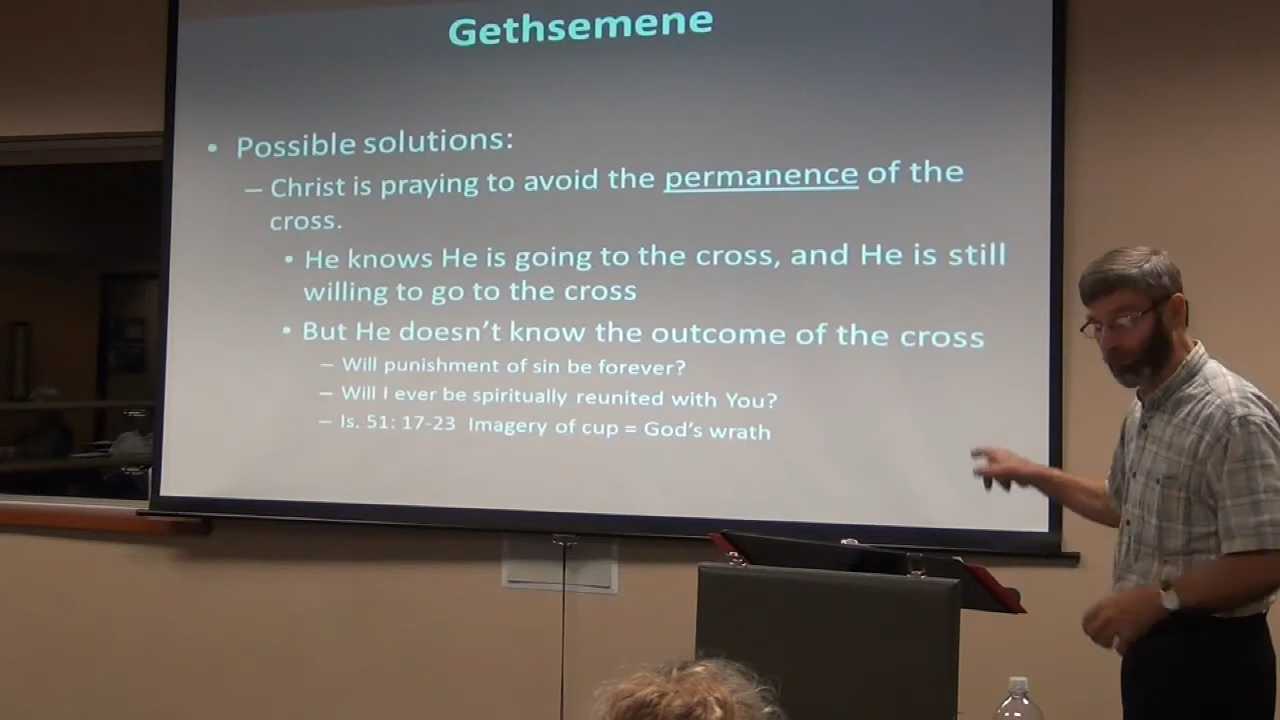 Gethsemene
• Possible solutions:
– Christ is praying to avoid the permanence of the
cross.
• He knows He is going to the cross, and He is still
willing to go to the cross
• But He doesn't know the outcome of the cross
– Will punishment of sin be forever?
– Will I ever be spiritually reunited with You?
– Is. 51: 17-23 Imagery of cup = God's wrath